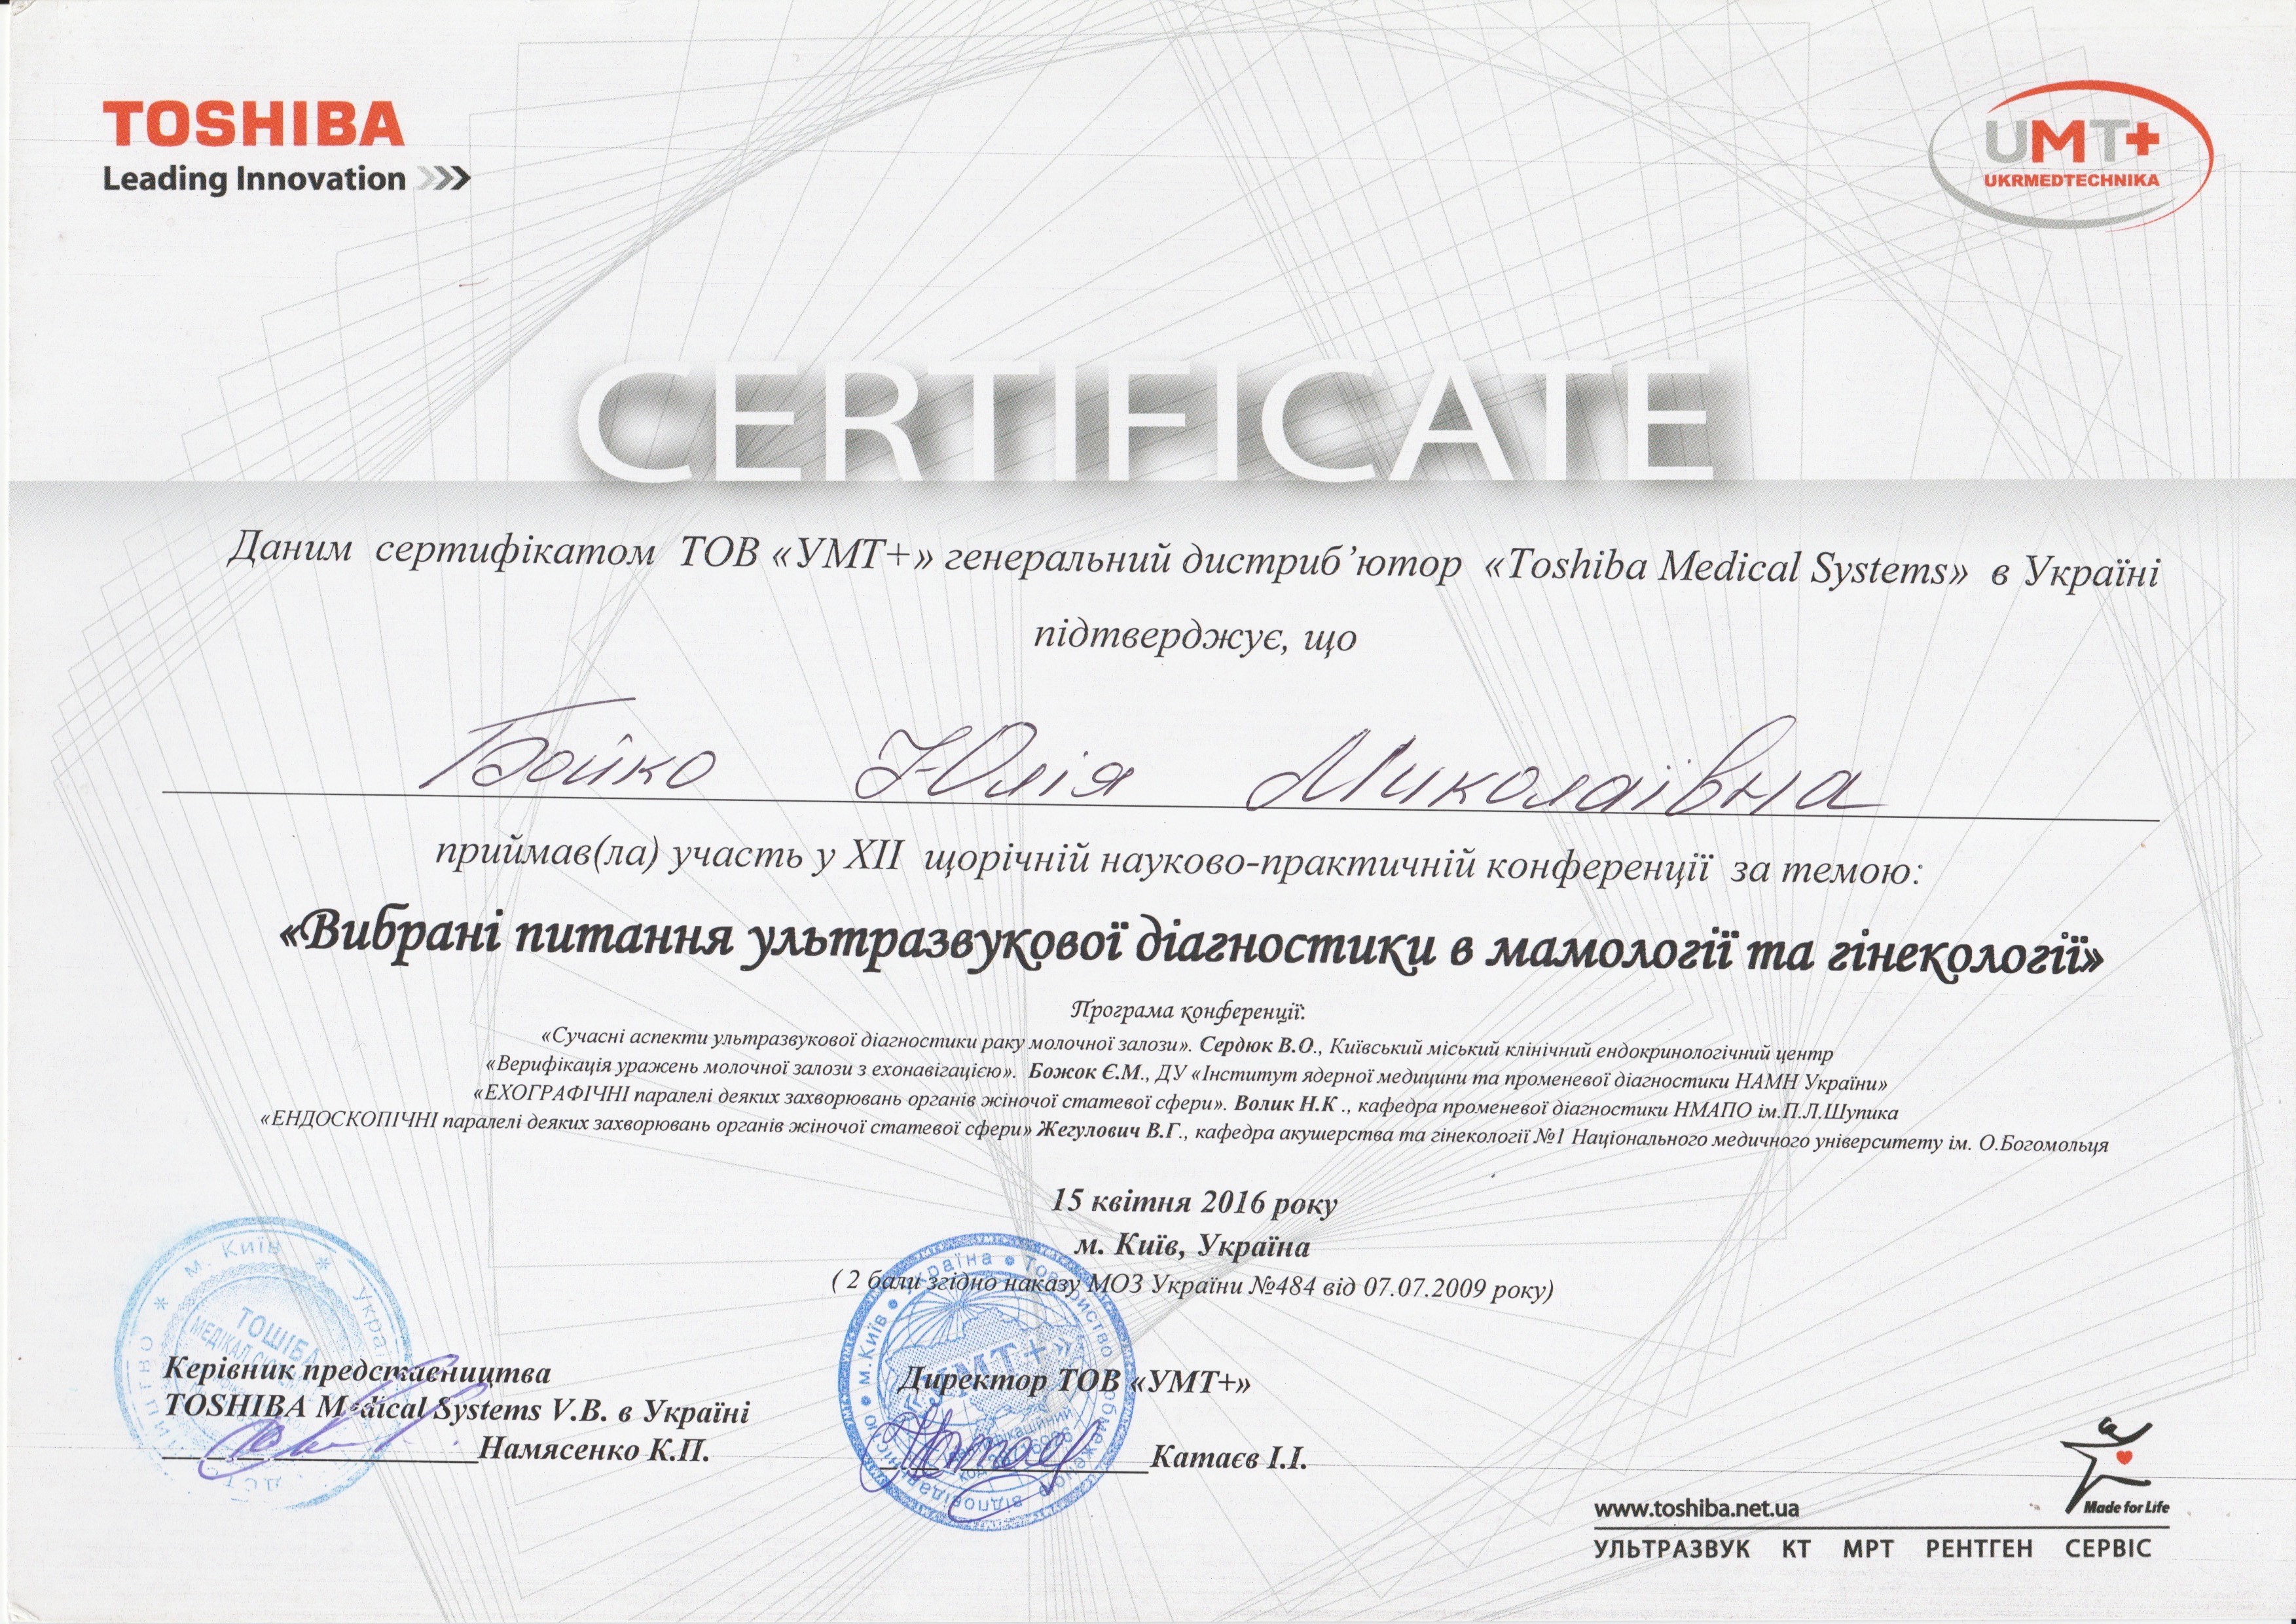 TOSHIBA
Leading Innovation
UMT+
UKRMEDTECHNIKA
CERTIFICATE
Даним сертифікатом ТОВ «УМТ+» генеральний дистриб’ютор «Toshiba Medical Systems» в Україні
підтверджує, що
Бойко Юлія Миколаївна
приймав(ла) участь у XII щорічній науково-практичній конференції за темою:
«Вибрані питання ультразвукової діагностики в мамології та гінекології»
Програма конференції:
«Сучасні аспекти ультразвукової діагностики раку молочної залози». Сердюк В.О., Київський міський клінічний ендокринологічний центр
«Верифікація уражень молочної залози з ехонавігацією». Божок Є.М., ДУ «Інститут ядерної медицини та променевої діагностики НАМН України»
«ЕХОГРАФІЧНІ паралелі деяких захворювань органів жіночої статевої сфери». Волик Н.К ., кафедра променевої діагностики НМАПО ім.П.Л.Шупика
«ЕНДОСКОПІЧНІ паралелі деяких захворювань органів жіночої статевої сфери» Жегулович В.Г., кафедра акушерства та гінекології №1 Національного медичного університету ім. О.Богомольця
15 квітня 2016 року
м. Київ, Україна
( 2 бали згідно наказу МОЗ України №484 від 07.07.2009 року)
м. Київ
ТОШІБА
УМТ+
Керівник представництва
TOSHIBA Medical Systems V.B. в Україні
Намясенко К.П.
Директор ТОВ «УМТ+»
Катаєв І.І.
Made for Life
www.toshiba.net.ua
УЛЬТРАЗВУК КТ МРТ РЕНТГЕН СЕРВІС